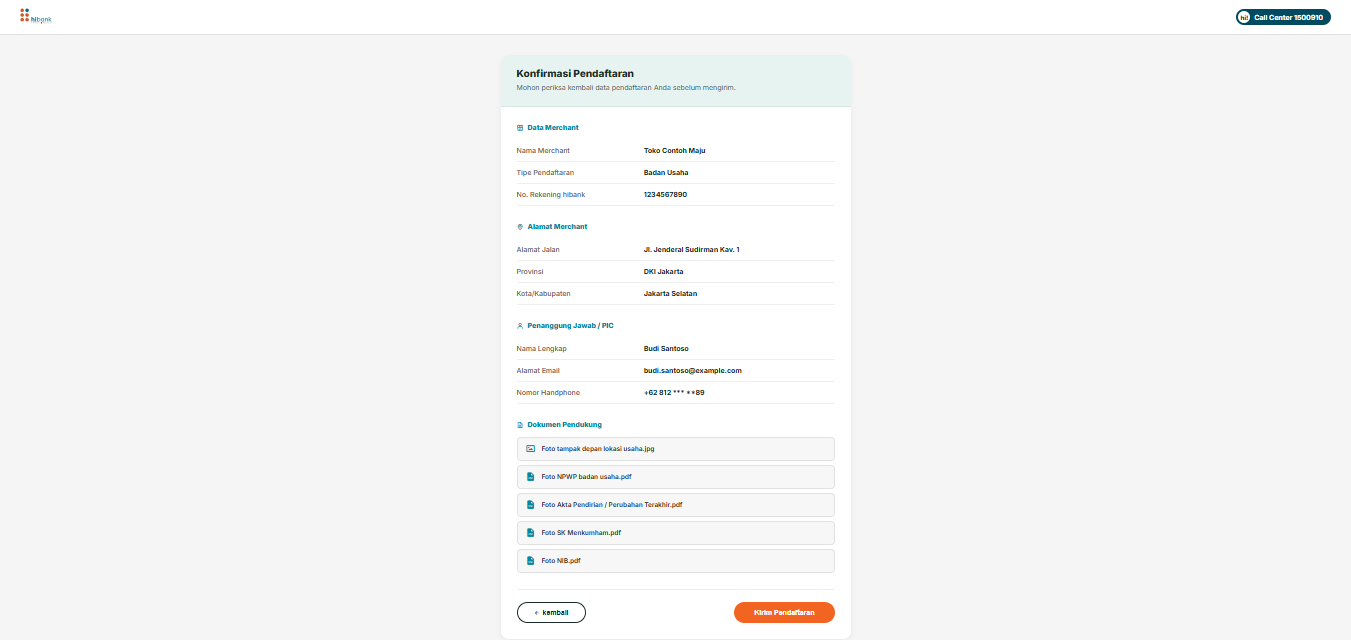 hibank
hi! Call Center 1500910
Konfirmasi Pendaftaran
Mohon periksa kembali data pendaftaran Anda sebelum mengirim.
Data Merchant
Nama Merchant Toko Contoh Maju
Tipe Pendaftaran Badan Usaha
No. Rekening hibank 1234567890
Alamat Merchant
Alamat Jalan Jl. Jenderal Sudirman Kav. 1
Provinsi DKI Jakarta
Kota/Kabupaten Jakarta Selatan
Penanggung Jawab / PIC
Nama Lengkap Budi Santoso
Alamat Email budi.santoso@example.com
Nomor Handphone +62 812 *** **89
Dokumen Pendukung
Foto tampak depan lokasi usaha.jpg
Foto NPWP badan usaha.pdf
Foto Akta Pendirian / Perubahan Terakhir.pdf
Foto SK Menkumham.pdf
Foto NIB.pdf
← kembali Kirim Pendaftaran